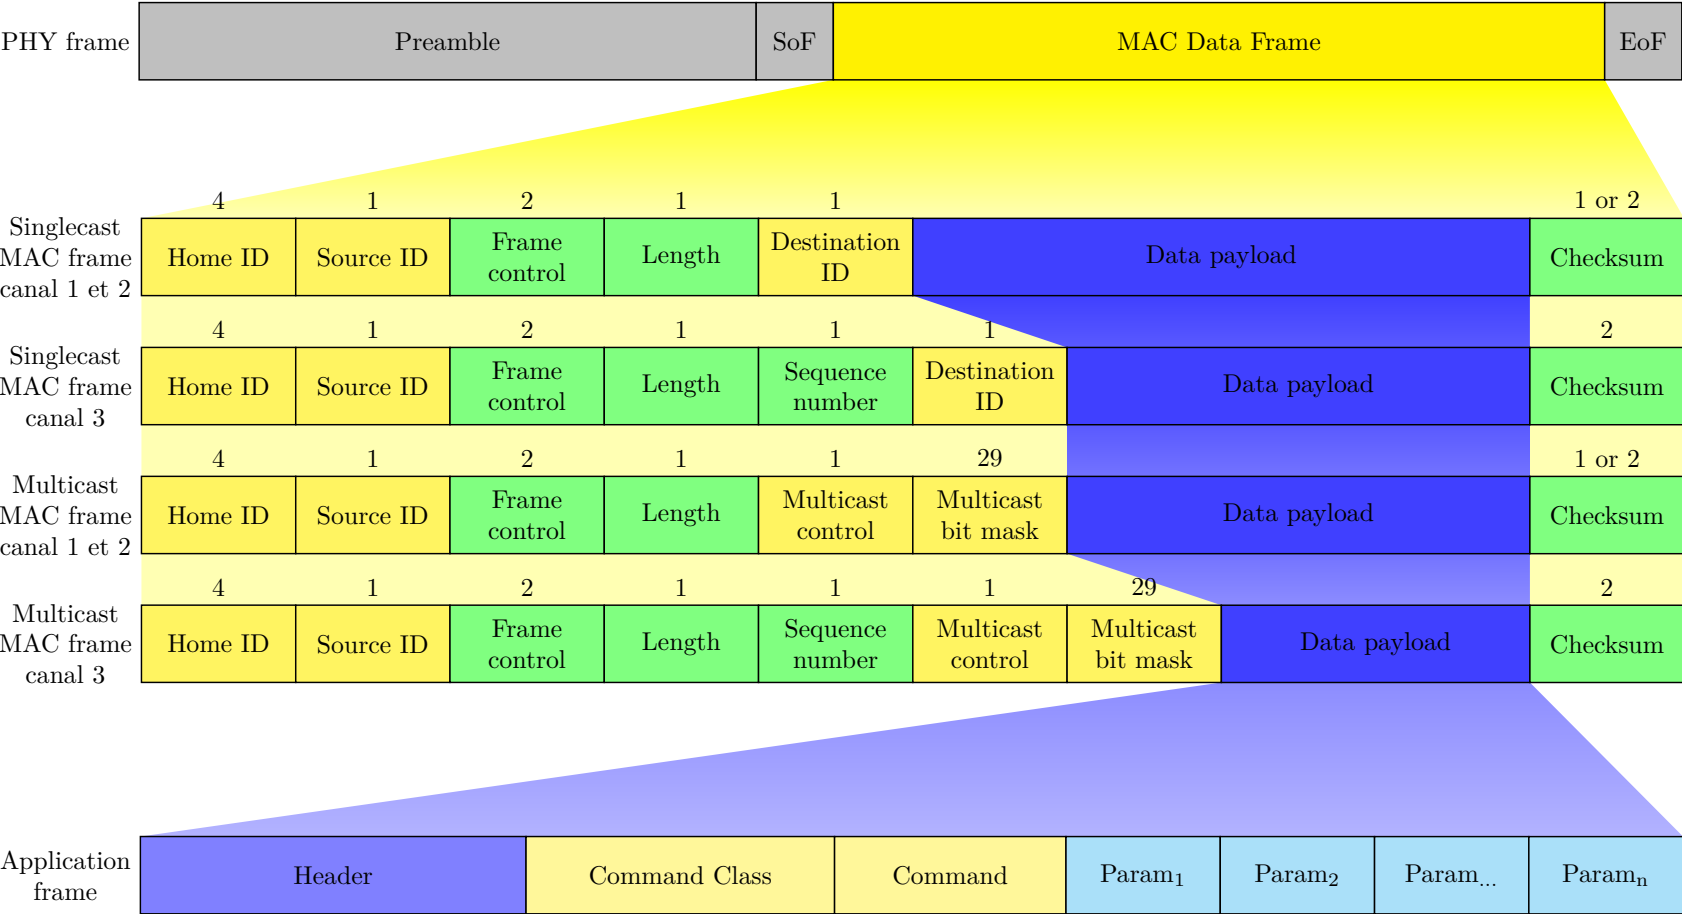 PHY frame Preamble SoF MAC Data Frame EoF
4 1 2 1 1 1 or 2
Singlecast
MAC frame
canal 1 et 2
Home ID Source ID
Frame
control
Length
Destination
ID
Data payload Checksum
4 1 2 1 1 1 2
Singlecast
MAC frame
canal 3
Home ID Source ID
Frame
control
Length
Sequence
number
Destination
ID
Data payload Checksum
4 1 2 1 1 29 1 or 2
Multicast
MAC frame
canal 1 et 2
Home ID Source ID
Frame
control
Length
Multicast
control
Multicast
bit mask
Data payload Checksum
4 1 2 1 1 1 29 2
Multicast
MAC frame
canal 3
Home ID Source ID
Frame
control
Length
Sequence
number
Multicast
control
Multicast
bit mask
Data payload Checksum
Application
frame
Header Command Class Command Param₁ Param₂ Param... Paramₙ